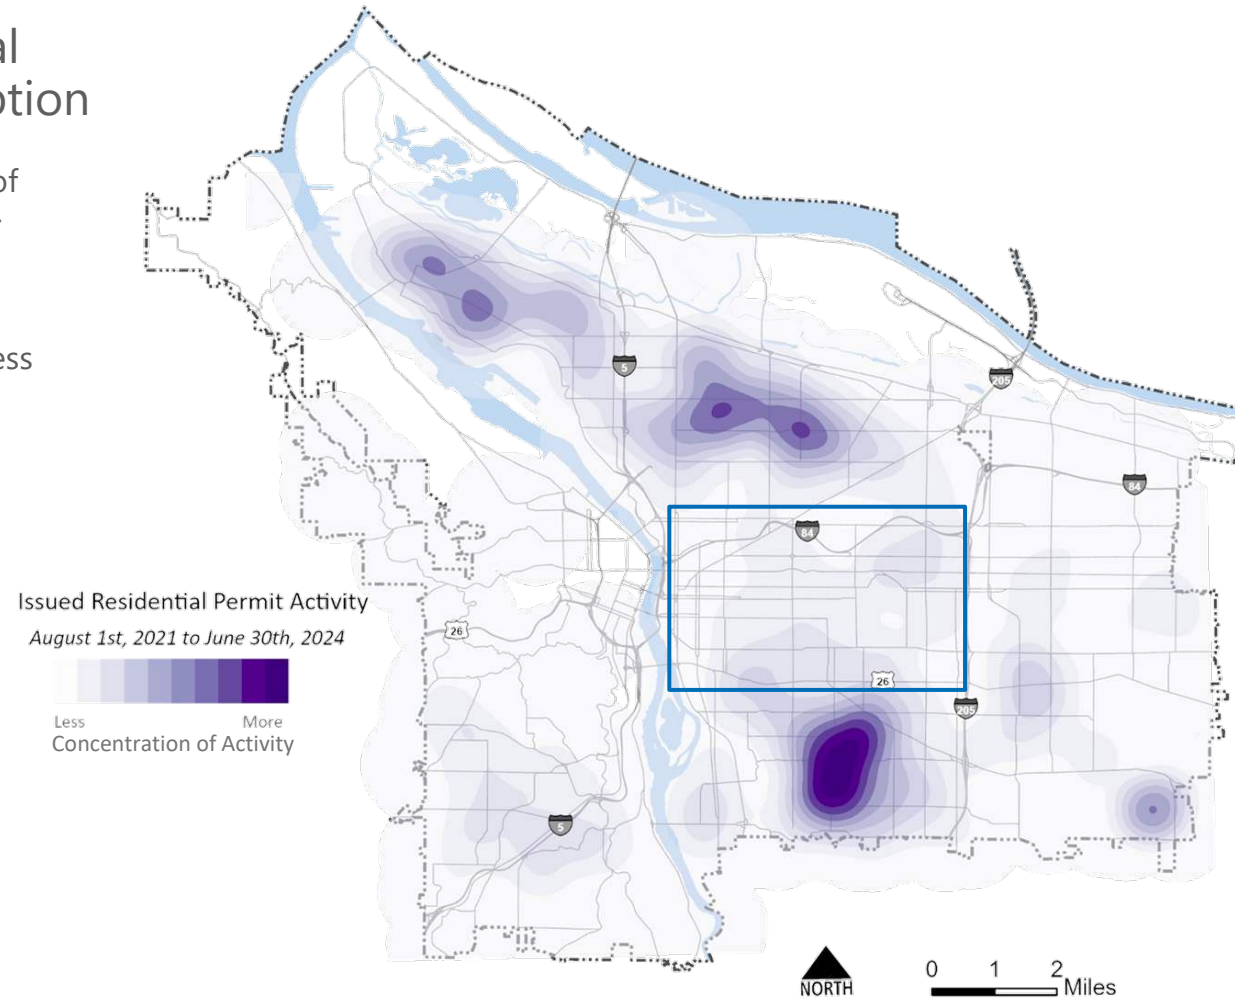 al
otion
of
ess
5
205
84
84
Issued Residential Permit Activity
August 1st, 2021 to June 30th, 2024
26
Less
More
Concentration of Activity
26
205
5
NORTH
0 1 2
Miles